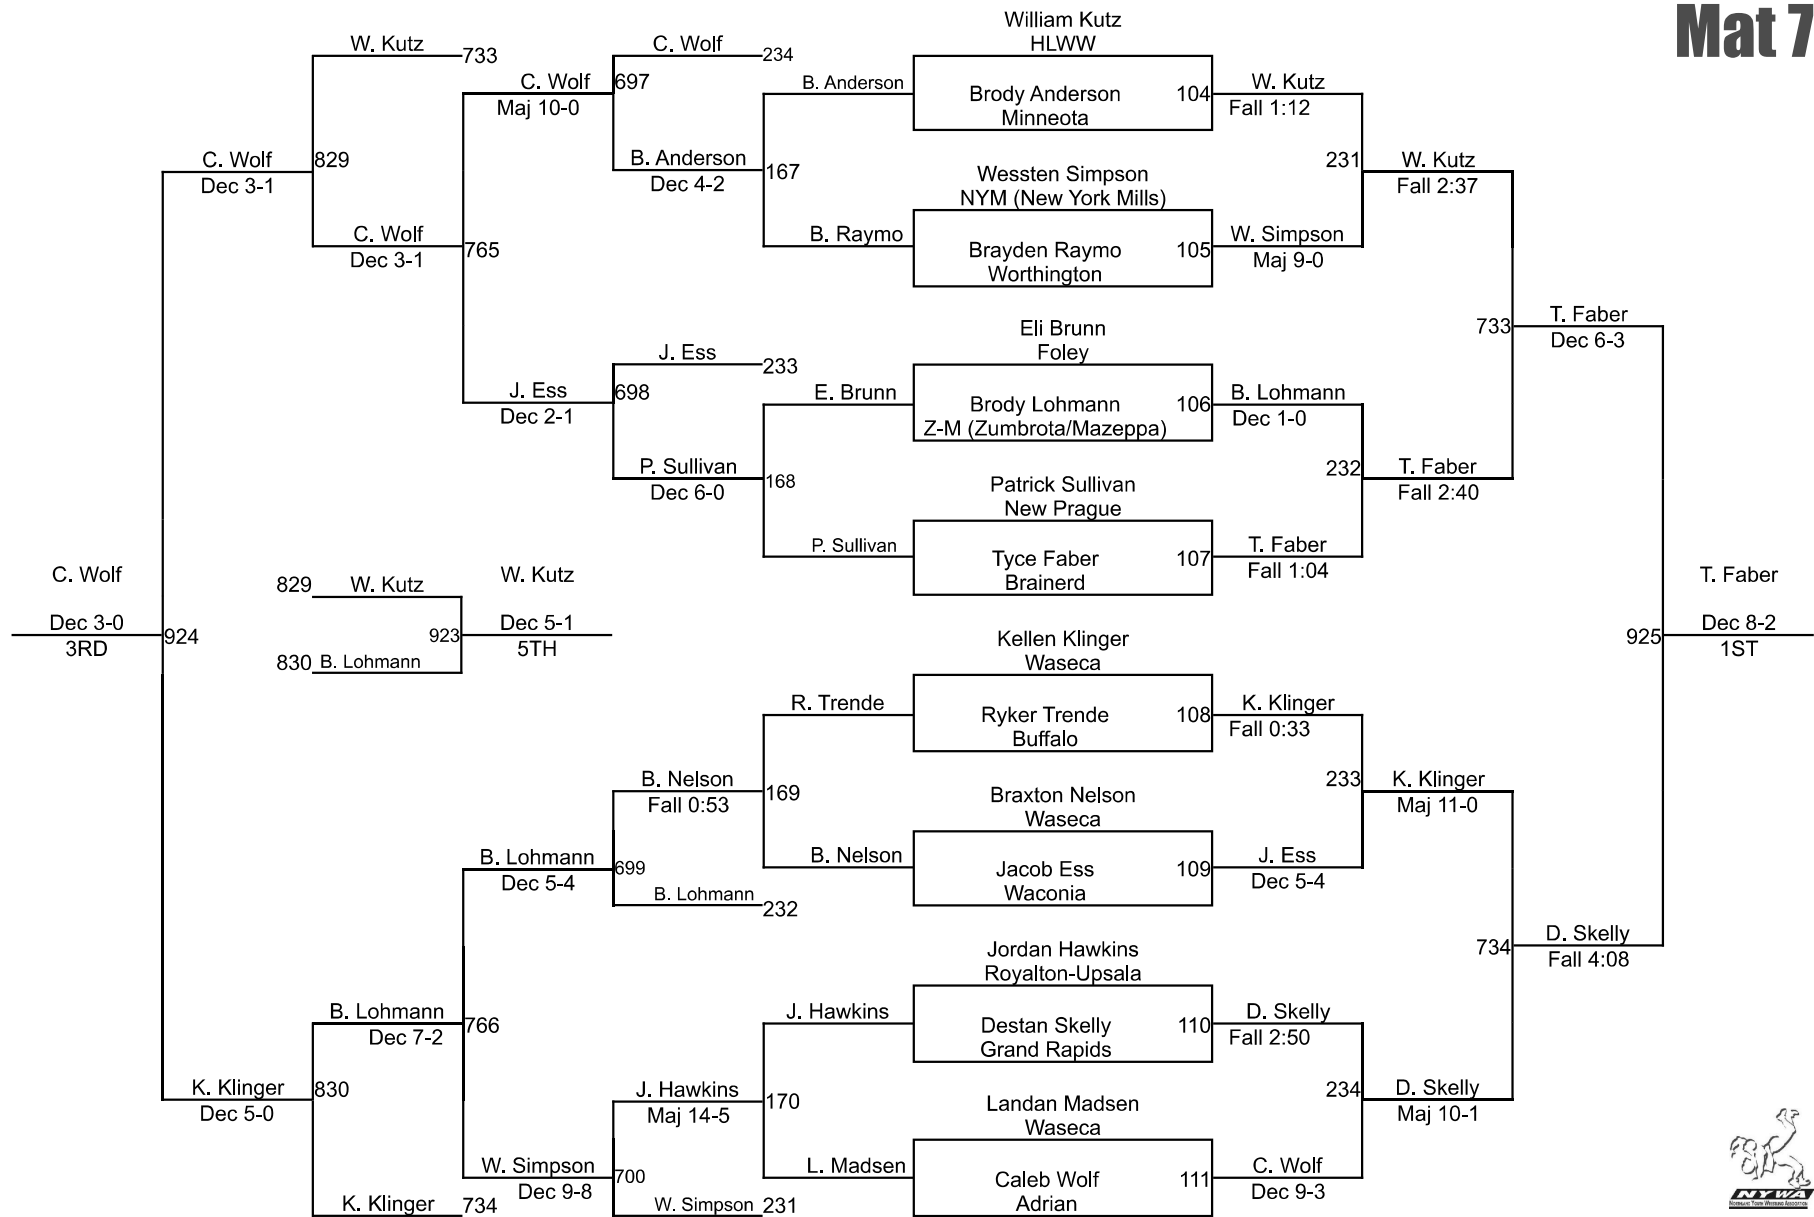 Mat 7
William Kutz
HLWW
W. Kutz
733
C. Wolf
234
C. Wolf
697
Maj 10-0
B. Anderson
Brody Anderson
104
Minneota
W. Kutz
Fall 1:12
C. Wolf
829
Dec 3-1
B. Anderson
167
Dec 4-2
Wessten Simpson
NYM (New York Mills)
231
W. Kutz
Fall 2:37
C. Wolf
765
Dec 3-1
B. Raymo
Brayden Raymo
105
Worthington
W. Simpson
Maj 9-0
Eli Brunn
Foley
733
T. Faber
Dec 6-3
J. Ess
233
J. Ess
698
Dec 2-1
E. Brunn
Brody Lohmann
106
Z-M (Zumbrota/Mazeppa)
B. Lohmann
Dec 1-0
P. Sullivan
168
Dec 6-0
Patrick Sullivan
New Prague
232
T. Faber
Fall 2:40
P. Sullivan
Tyce Faber
107
Brainerd
T. Faber
Fall 1:04
C. Wolf
Dec 3-0
924
3RD
829
W. Kutz
923
830
B. Lohmann
W. Kutz
Dec 5-1
5TH
T. Faber
925
Dec 8-2
1ST
Kellen Klinger
Waseca
R. Trende
Ryker Trende
108
Buffalo
K. Klinger
Fall 0:33
B. Nelson
169
Fall 0:53
Braxton Nelson
Waseca
233
K. Klinger
Maj 11-0
B. Lohmann
699
Dec 5-4
B. Nelson
Jacob Ess
109
Waconia
J. Ess
Dec 5-4
B. Lohmann
232
Jordan Hawkins
Royalton-Upsala
734
D. Skelly
Fall 4:08
B. Lohmann
766
Dec 7-2
J. Hawkins
Destan Skelly
110
Grand Rapids
D. Skelly
Fall 2:50
K. Klinger
830
Dec 5-0
J. Hawkins
170
Maj 14-5
Landan Madsen
Waseca
234
D. Skelly
Maj 10-1
W. Simpson
700
Dec 9-8
L. Madsen
Caleb Wolf
111
Adrian
C. Wolf
Dec 9-3
K. Klinger
734
W. Simpson
231
NYWA